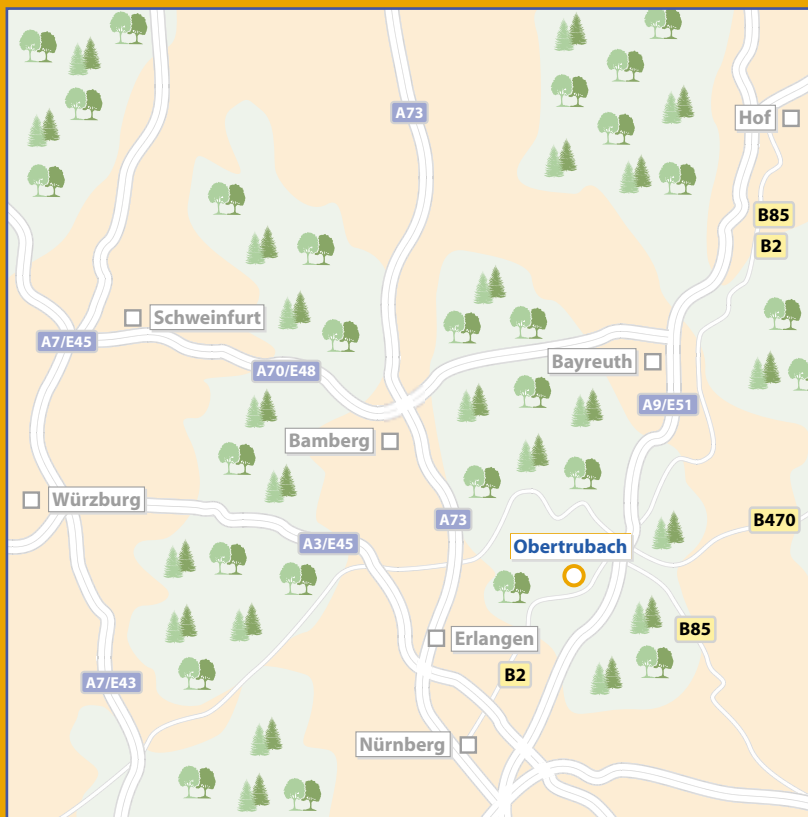 A73
Hof
B85
B2
Schweinfurt
A7/E45
A70/E48
Bayreuth
A9/E51
Bamberg
Würzburg
A73
B470
A3/E45
Obertrubach
Erlangen
B85
B2
A7/E43
Nürnberg